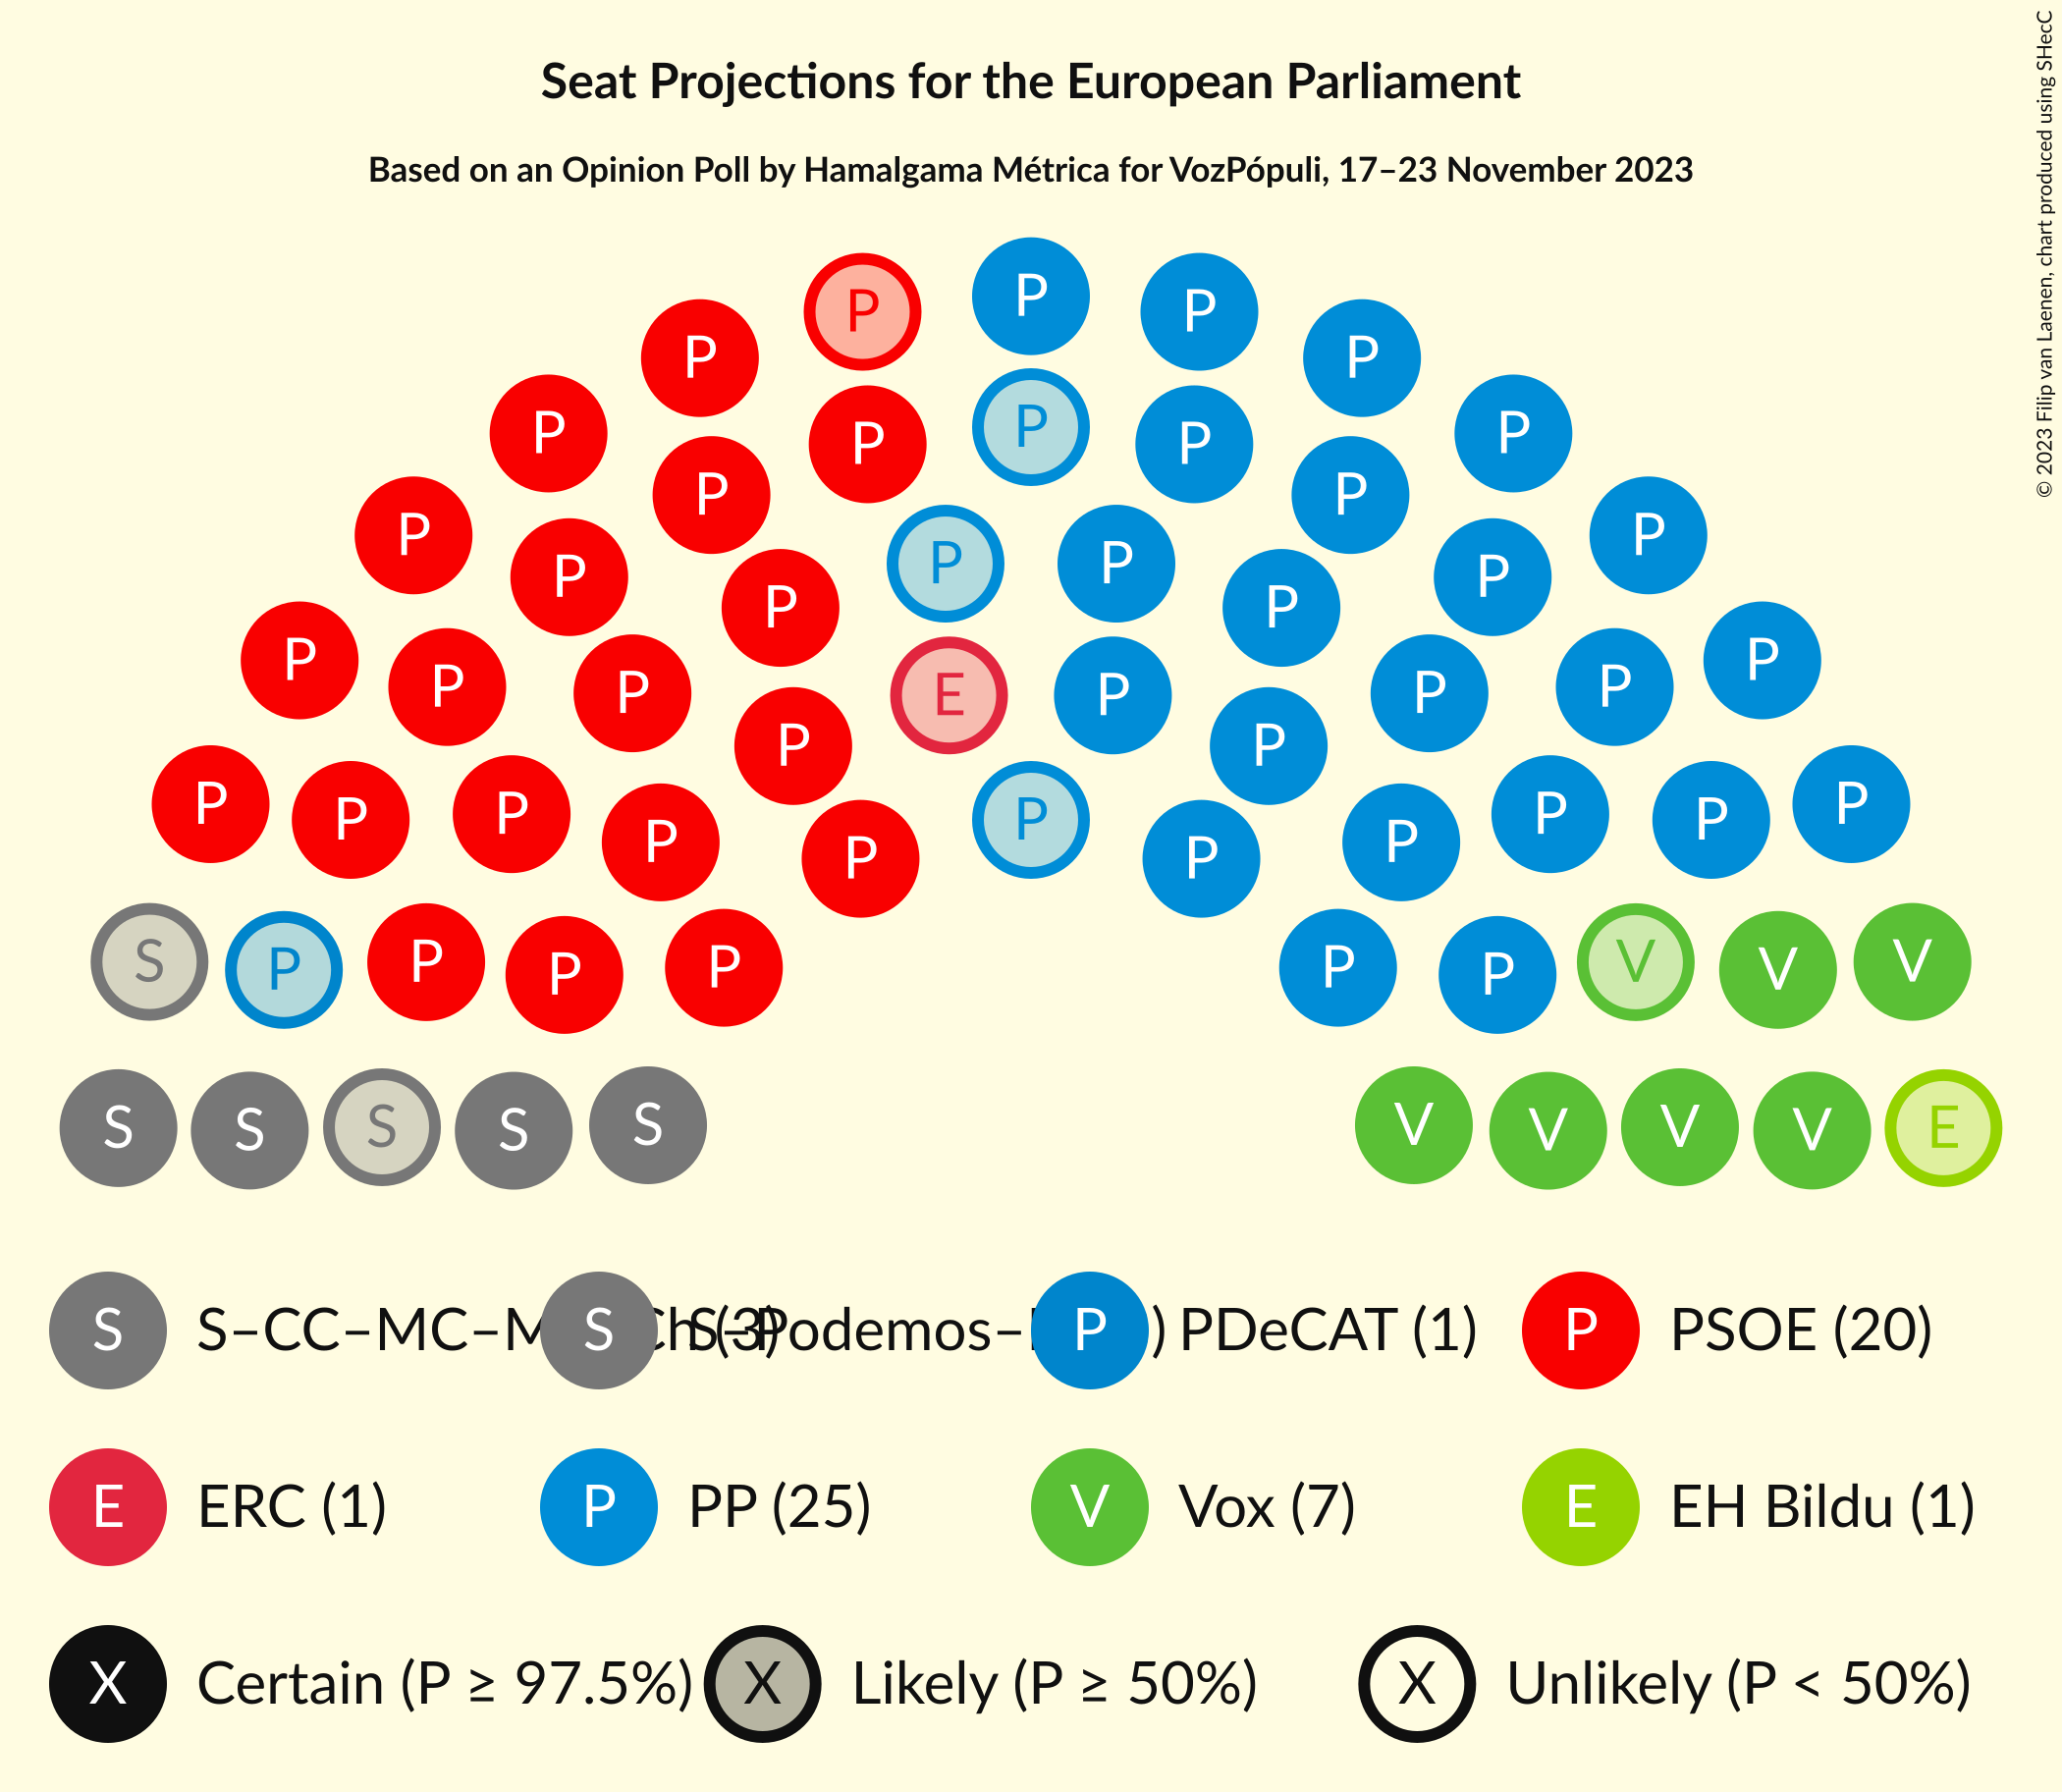 Seat Projections for the European Parliament
Based on an Opinion Poll by Hamalgama Métrica for VozPópuli, 17–23 November 2023
© 2023 Filip van Laenen, chart produced using SHecC
P P P
P P
P P P P P
P P
P P P P P P
P P
P P P E P P P P
P P
P P P P P P P P P P P
S P P P P P P V V V
S S S S S V V V V E
S S–CC–MC– S S–Podemos– P PDeCAT (1) P PSOE (20)
E ERC (1) P PP (25) V Vox (7) E EH Bildu (1)
X Certain (P ≥ 97.5%) X Likely (P ≥ 50%) X Unlikely (P < 50%)